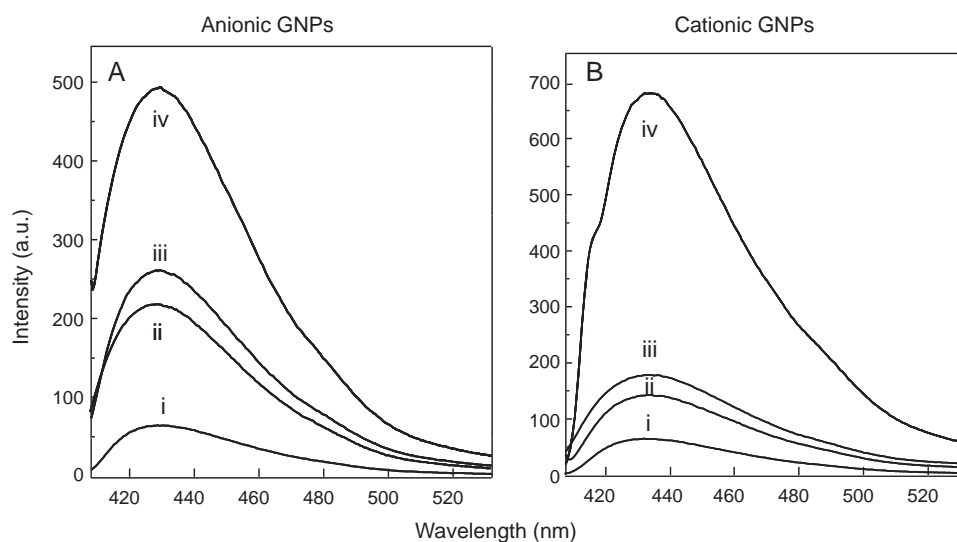 Anionic GNPs
Cationic GNPs
A
500
400
300
200
100
0
iv
iii
ii
i
420
440
460
480
500
520
B
700
600
500
400
300
200
100
0
iv
iii
ii
i
420
440
460
480
500
520
Intensity (a.u.)
Wavelength (nm)